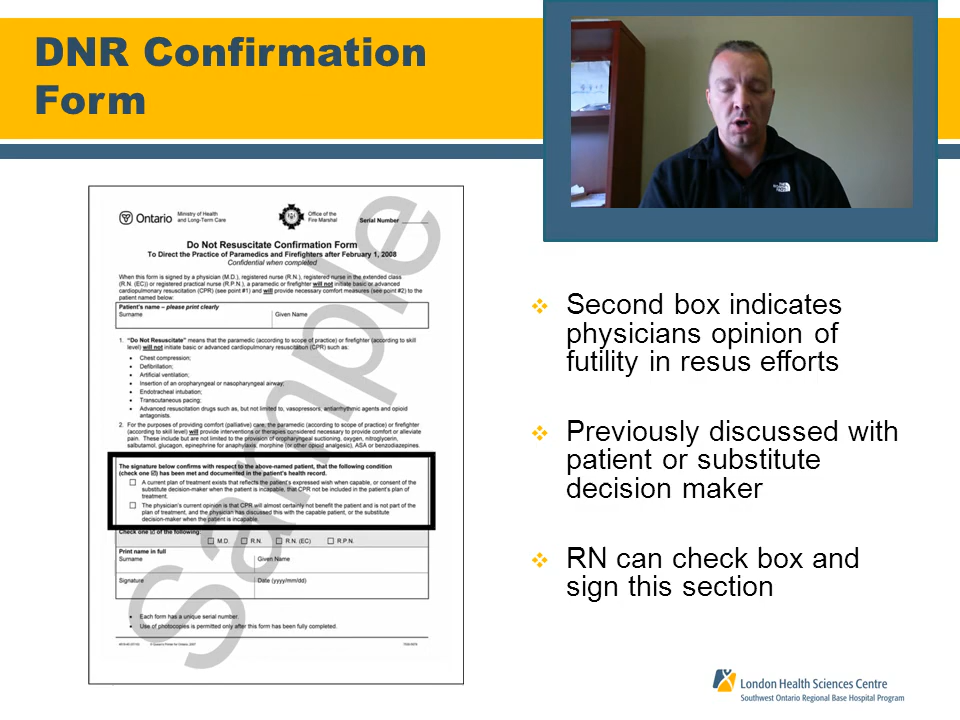 DNR Confirmation
Form
THE
NORTH
FACE
Ontario
Ministry of Health
and Long-Term Care
Office of the
Fire Marshal
Serial Number
Do Not Resuscitate Confirmation Form
To Direct the Practice of Paramedics and Firefighters after February 1, 2008
Confidential when completed
When this form is signed by a physician (M.D.), registered nurse (R.N.), registered nurse in the extended class
(R.N. (EC)) or registered practical nurse (R.P.N.), a paramedic or firefighter will not initiate basic or advanced
cardiopulmonary resuscitation (CPR) (see point #1) and will provide necessary comfort measures (see point #2) to the
patient named below:
Patient's name – please print clearly
Surname
Given Name
1. "Do Not Resuscitate" means that the paramedic (according to scope of practice) or firefighter (according to skill
level) will not initiate basic or advanced cardiopulmonary resuscitation (CPR) such as:
• Chest compression;
• Defibrillation;
• Artificial ventilation;
• Insertion of an oropharyngeal or nasopharyngeal airway;
• Endotracheal intubation;
• Transcutaneous pacing;
• Advanced resuscitation drugs such as, but not limited to, vasopressors, antiarrhythmic agents and opioid
antagonists.
2. For the purposes of providing comfort (palliative) care, the paramedic (according to scope of practice) or firefighter
(according to skill level) will provide interventions or therapies considered necessary to provide comfort or alleviate
pain. These include but are not limited to the provision of oropharyngeal suctioning, oxygen, nitroglycerin,
salbutamol, glucagon, epinephrine for anaphylaxis, morphine (or other opioid analgesic), ASA or benzodiazepines.
The signature below confirms with respect to the above-named patient, that the following condition
(check one ☑) has been met and documented in the patient's health record.
☐ A current plan of treatment exists that reflects the patient's expressed wish when capable, or consent of the
substitute decision-maker when the patient is incapable, that CPR not be included in the patient's plan of
treatment.
☐ The physician's current opinion is that CPR will almost certainly not benefit the patient and is not part of the
plan of treatment, and the physician has discussed this with the capable patient, or the substitute
decision-maker when the patient is incapable.
Check one ☑ of the following
☐ M.D. ☐ R.N. ☐ R.N. (EC) ☐ R.P.N.
Print name in full
Surname
Given Name
Signature
Date (yyyy/mm/dd)
• Each form has a unique serial number.
• Use of photocopies is permitted only after this form has been fully completed.
Sample
Second box indicates
physicians opinion of
futility in resus efforts
Previously discussed with
patient or substitute
decision maker
RN can check box and
sign this section
London Health Sciences Centre
Southwest Ontario Regional Base Hospital Program